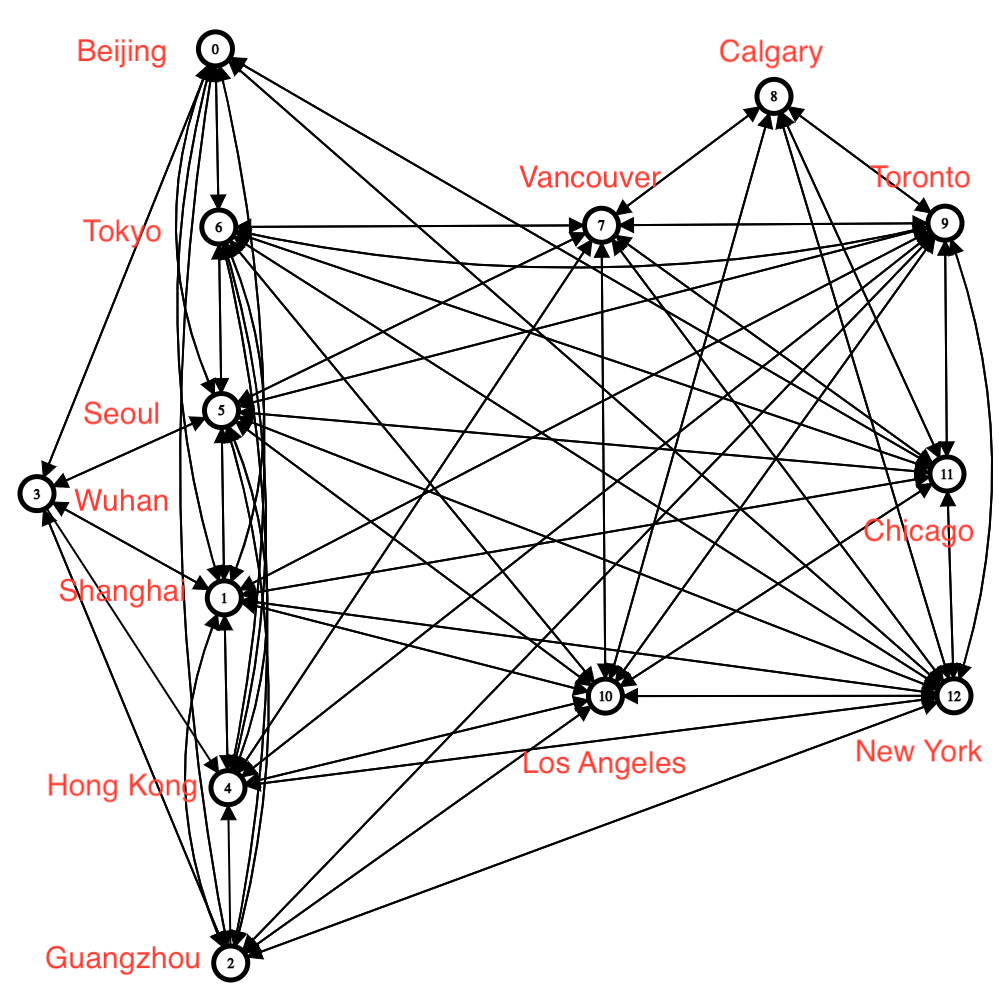 Beijing
0
Calgary
8
Vancouver
Toronto
Tokyo
6
7
9
Seoul
5
3
Wuhan
11
Chicago
Shanghai
1
10
12
New York
Los Angeles
Hong Kong
4
Guangzhou
2